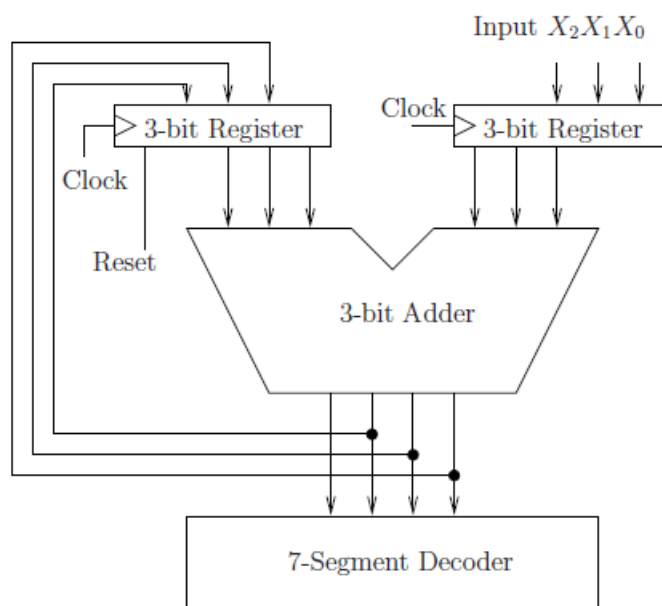 Input X₂X₁X₀
Clock
3-bit Register
3-bit Register
Clock
Reset
3-bit Adder
7-Segment Decoder